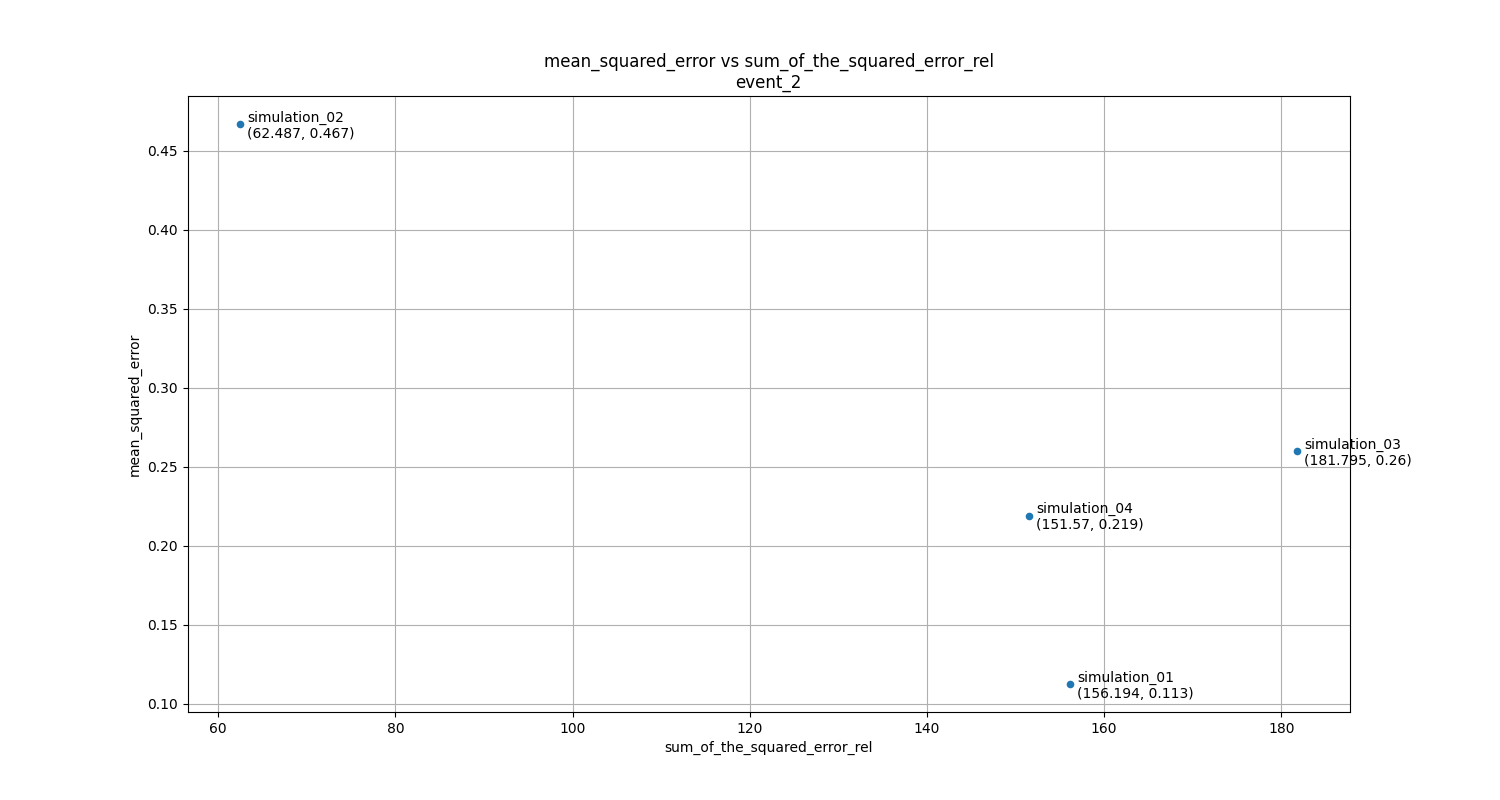 mean_squared_error vs sum_of_the_squared_error_rel
event_2
simulation_02
(62.487, 0.467)
0.45
0.40
0.35
0.30
0.25
0.20
0.15
0.10
mean_squared_error
simulation_03
(181.795, 0.26)
simulation_04
(151.57, 0.219)
simulation_01
(156.194, 0.113)
60
80
100
120
140
160
180
sum_of_the_squared_error_rel